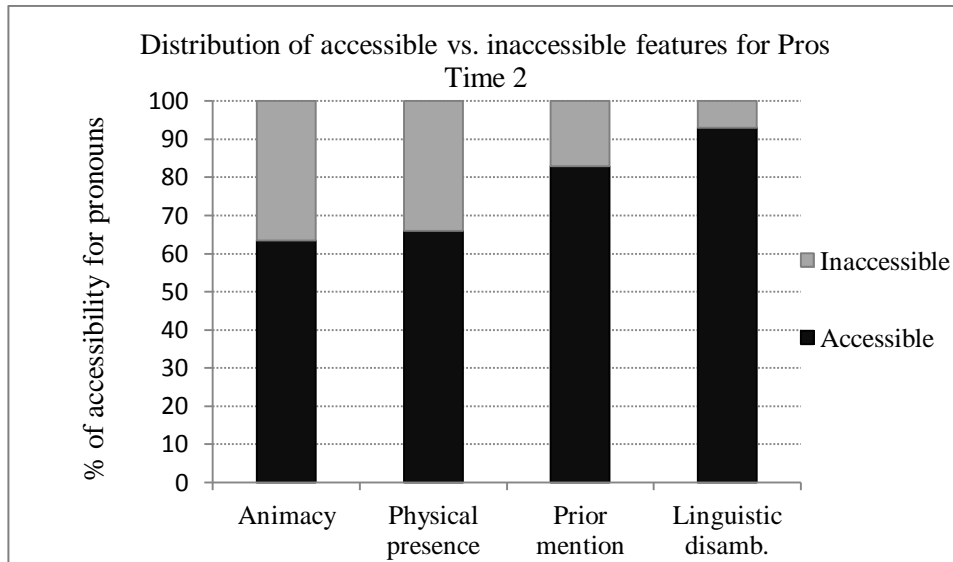 Distribution of accessible vs. inaccessible features for Pros
Time 2
% of accessibility for pronouns
100
90
80
70
60
50
40
30
20
10
0
Animacy
Physical
presence
Prior
mention
Linguistic
disamb.
Inaccessible
Accessible